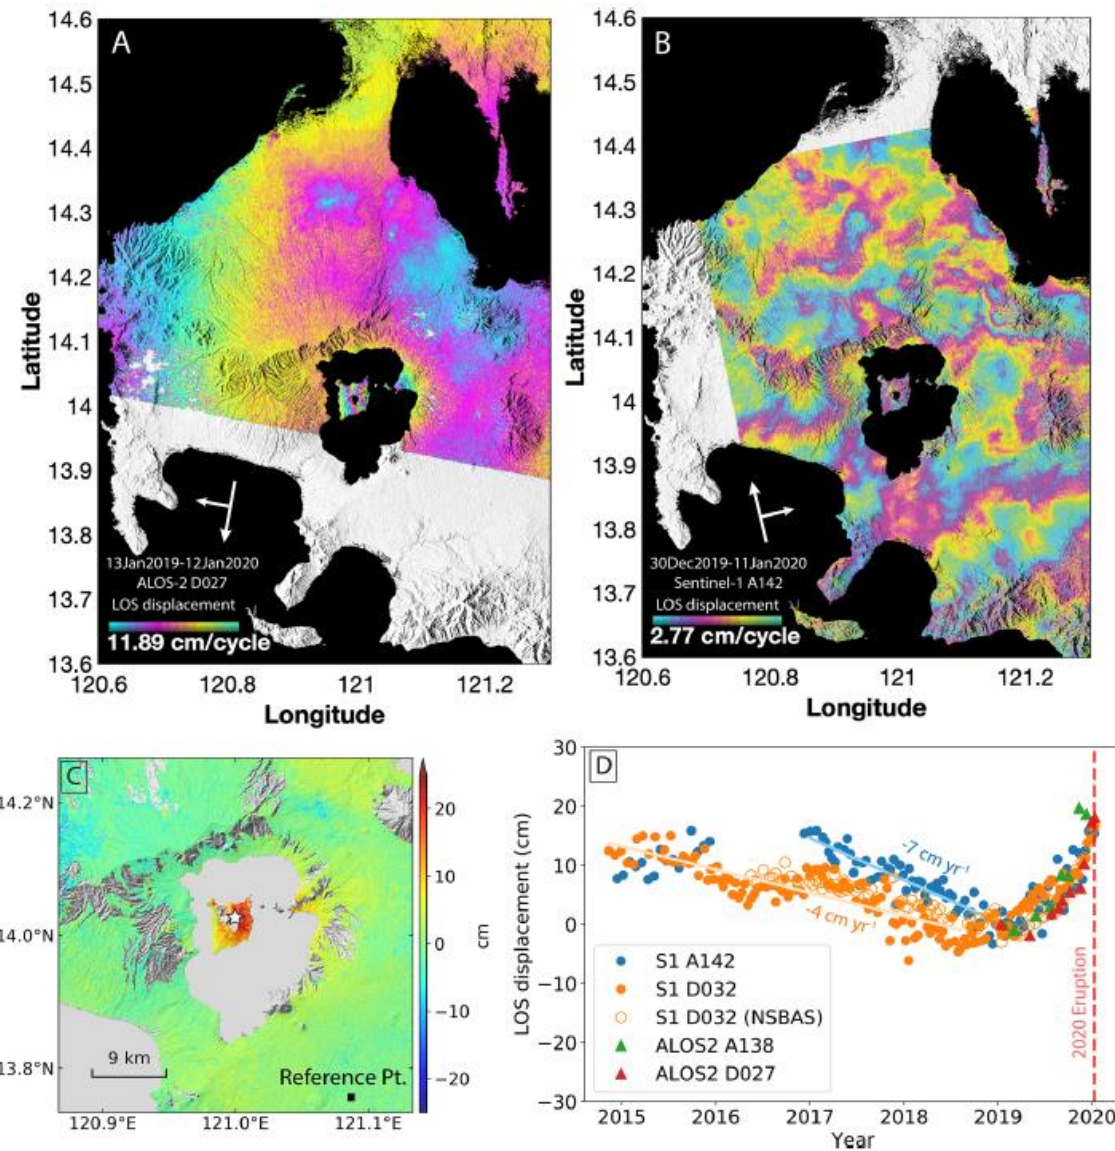 A
14.6
14.5
14.4
14.3
14.2
14.1
14
13.9
13.8
13.7
13.6
Latitude
120.6
120.8
121
121.2
Longitude
13Jan2019-12Jan2020
ALOS-2 D027
LOS displacement
11.89 cm/cycle
B
14.6
14.5
14.4
14.3
14.2
14.1
14
13.9
13.8
13.7
13.6
Latitude
120.6
120.8
121
121.2
Longitude
30Dec2019-11Jan2020
Sentinel-1 A142
LOS displacement
2.77 cm/cycle
C
14.2°N
14.0°N
13.8°N
120.9°E
121.0°E
121.1°E
9 km
Reference Pt.
20
10
0
−10
−20
cm
D
30
20
10
0
−10
−20
−30
LOS displacement (cm)
-7 cm yr⁻¹
-4 cm yr⁻¹
S1 A142
S1 D032
S1 D032 (NSBAS)
ALOS2 A138
ALOS2 D027
2020 Eruption
2015
2016
2017
2018
2019
2020
Year